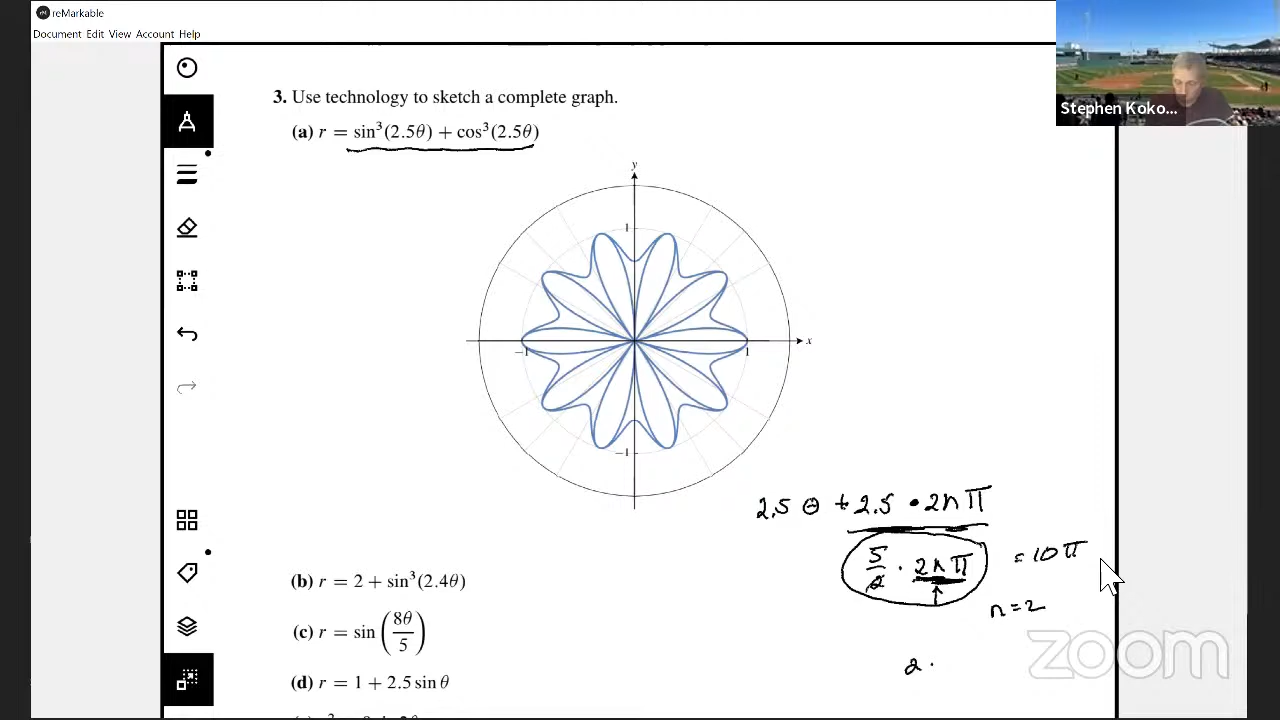 reMarkable
Document Edit View Account Help
Stephen Koko...
3. Use technology to sketch a complete graph.
(a) r = sin³(2.5θ) + cos³(2.5θ)
y
1
−1
1
x
−1
2.5 θ + 2.5 • 2nπ
5/2 · 2nπ = 10π
n = 2
2 ·
(b) r = 2 + sin³(2.4θ)
(c) r = sin(8θ/5)
(d) r = 1 + 2.5 sin θ
zoom